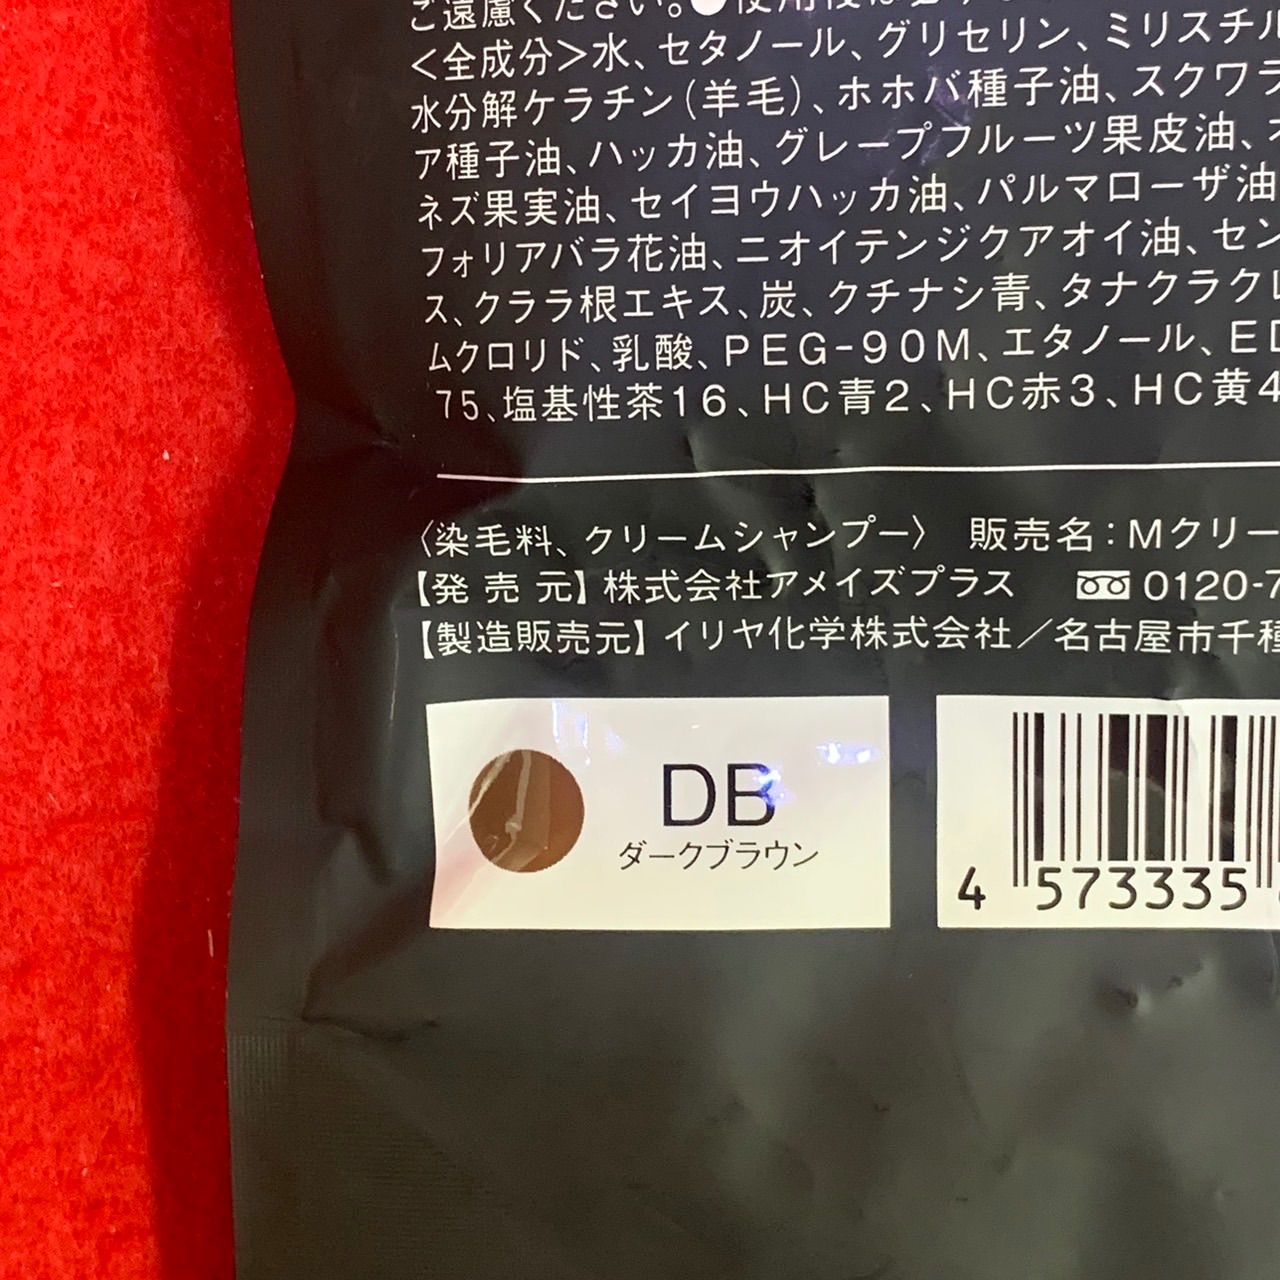 ご遠慮ください。●使用後は必ず
<全成分>水、セタノール、グリセリン、ミリスチル
水分解ケラチン(羊毛)、ホホバ種子油、スクワラ
ア種子油、ハッカ油、グレープフルーツ果皮油、オ
ネズ果実油、セイヨウハッカ油、パルマローザ油
フォリアバラ花油、ニオイテンジクアオイ油、セン
ス、クララ根エキス、炭、クチナシ青、タナクラクレ
ムクロリド、乳酸、PEG-90M、エタノール、ED
75、塩基性茶16、HC青2、HC赤3、HC黄4
〈染毛料、クリームシャンプー〉 販売名：Mクリー
【発売元】株式会社アメイズプラス 0120-7
【製造販売元】イリヤ化学株式会社／名古屋市千種
DB
ダークブラウン
4 573335